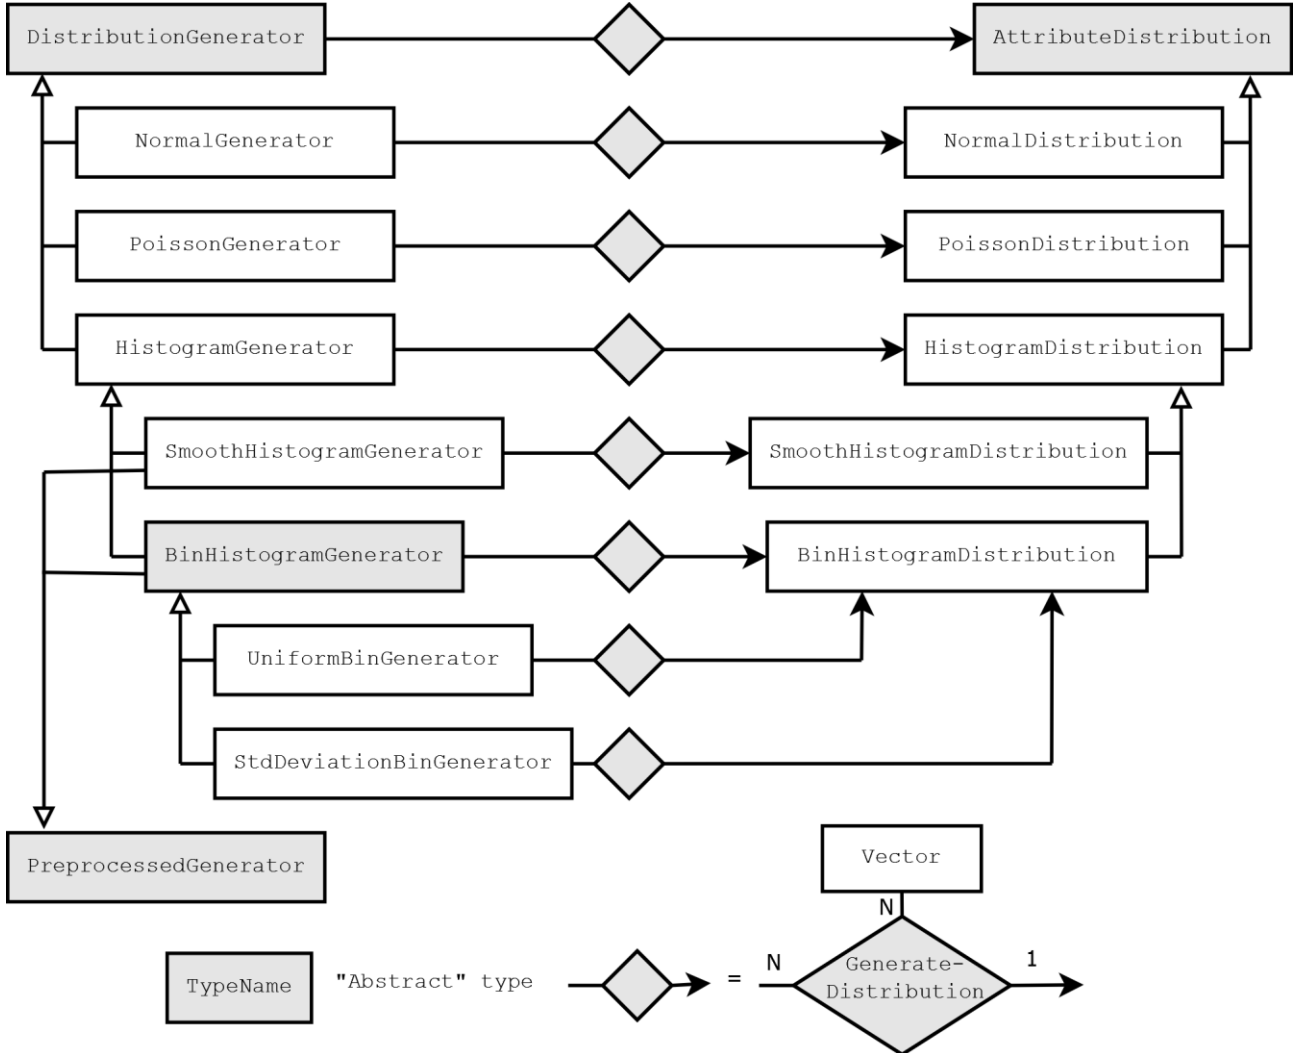 DistributionGenerator
AttributeDistribution
NormalGenerator
NormalDistribution
PoissonGenerator
PoissonDistribution
HistogramGenerator
HistogramDistribution
SmoothHistogramGenerator
SmoothHistogramDistribution
BinHistogramGenerator
BinHistogramDistribution
UniformBinGenerator
StdDeviationBinGenerator
PreprocessedGenerator
Vector
N
TypeName
"Abstract" type
=
N
Generate-
Distribution
1